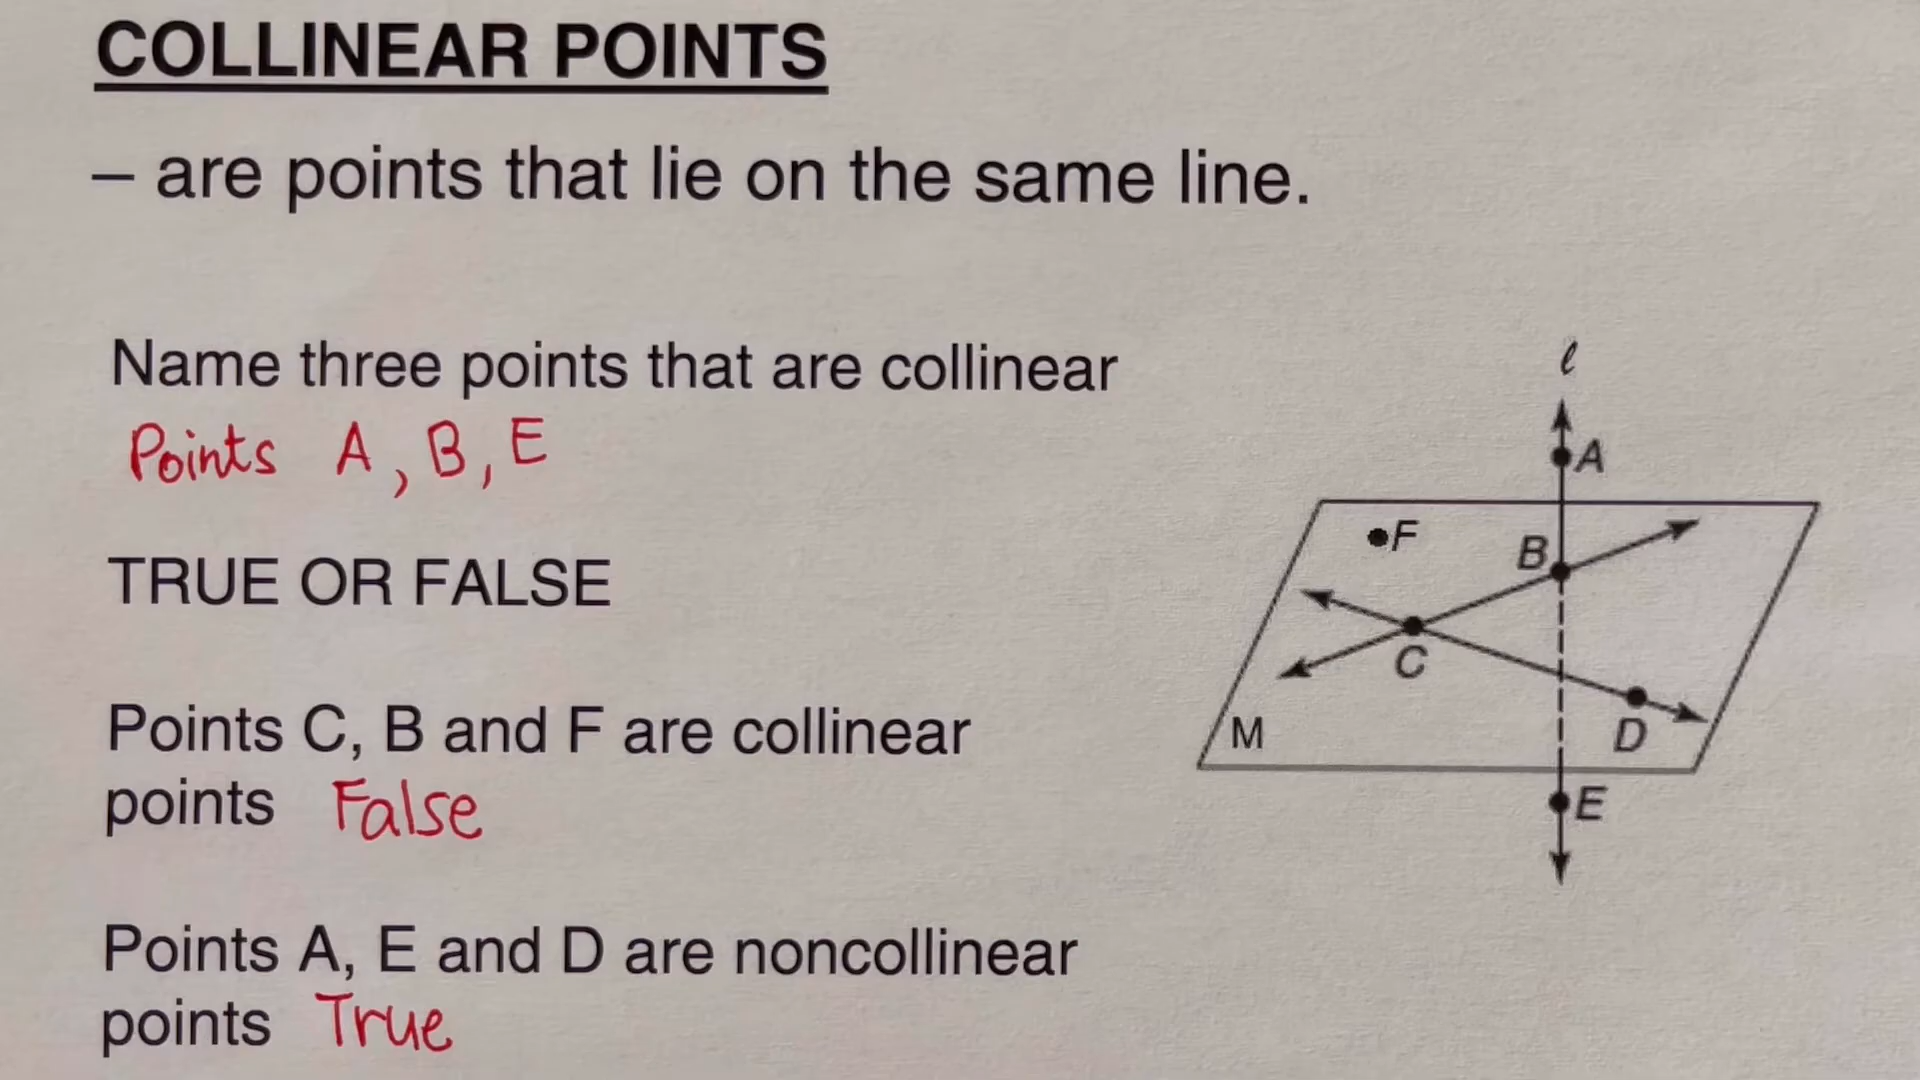 COLLINEAR POINTS
– are points that lie on the same line.
Name three points that are collinear
Points A, B, E
TRUE OR FALSE
Points C, B and F are collinear
points False
Points A, E and D are noncollinear
points True
ℓ
A
F
B
C
M
D
E